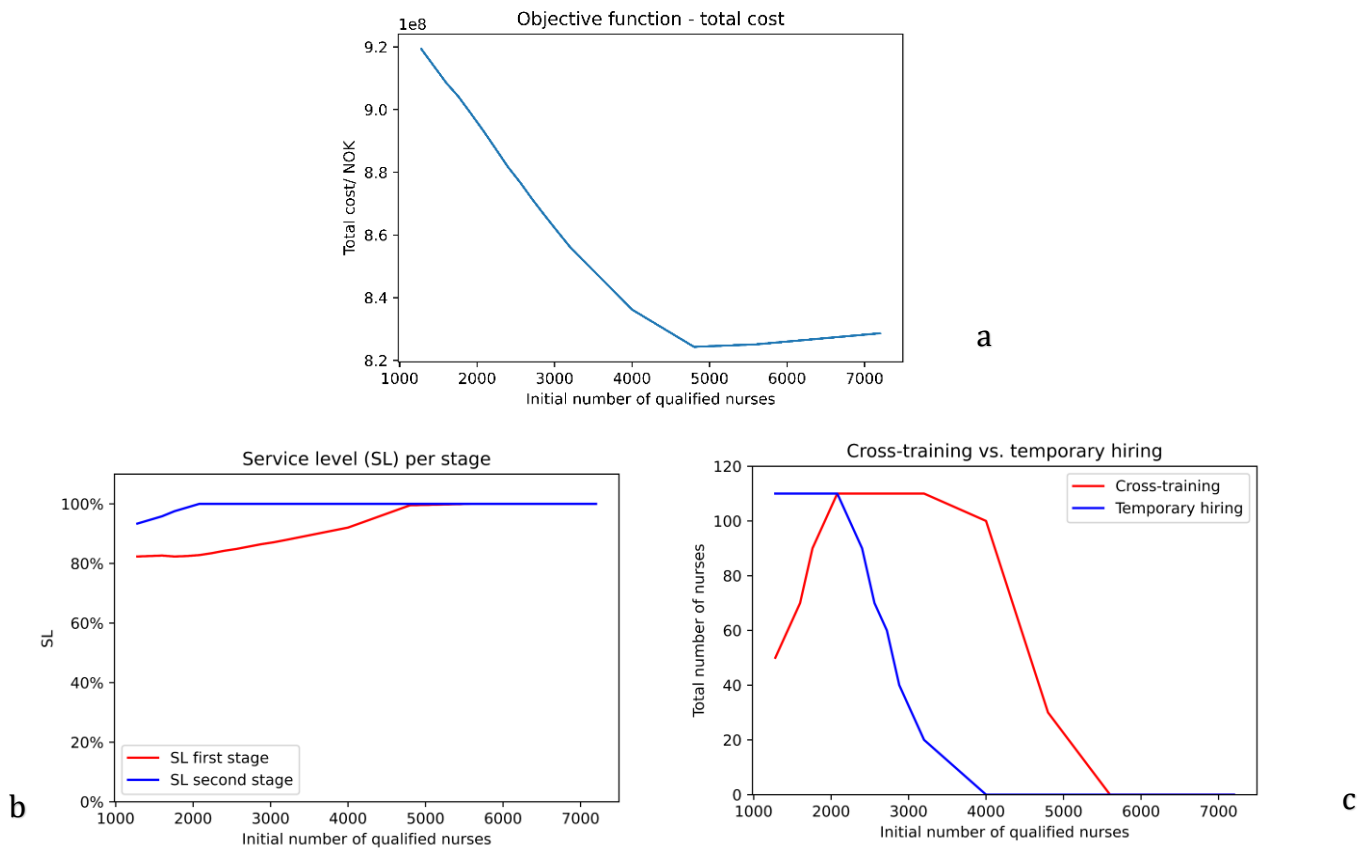 Objective function - total cost
1e8
9.2
9.0
8.8
8.6
8.4
8.2
Total cost/ NOK
1000 2000 3000 4000 5000 6000 7000
Initial number of qualified nurses
a
Service level (SL) per stage
100%
80%
60%
40%
20%
0%
SL
SL first stage
SL second stage
1000 2000 3000 4000 5000 6000 7000
Initial number of qualified nurses
b
Cross-training vs. temporary hiring
120
100
80
60
40
20
0
Total number of nurses
Cross-training
Temporary hiring
1000 2000 3000 4000 5000 6000 7000
Initial number of qualified nurses
c